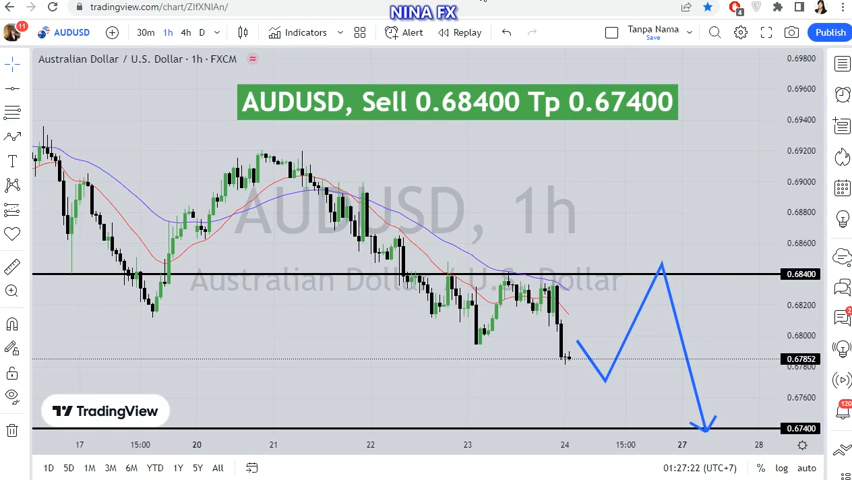 tradingview.com/chart/ZIfXNIAn/
NINA FX
11
AUDUSD
30m 1h 4h D
Indicators
Alert
Replay
Tanpa Nama
Save
Publish
4
Australian Dollar / U.S. Dollar · 1h · FXCM
AUDUSD, Sell 0.68400 Tp 0.67400
AUDUSD, 1h
Australian Dollar / U.S. Dollar
0.69800
0.69600
0.69400
0.69200
0.69000
0.68800
0.68600
0.68400
0.68200
0.68000
0.67852
0.67800
0.67600
0.67400
TradingView
17 15:00 20 21 22 23 24 15:00 27 28
1D 5D 1M 3M 6M YTD 1Y 5Y All
01:27:22 (UTC+7)
% log auto
120